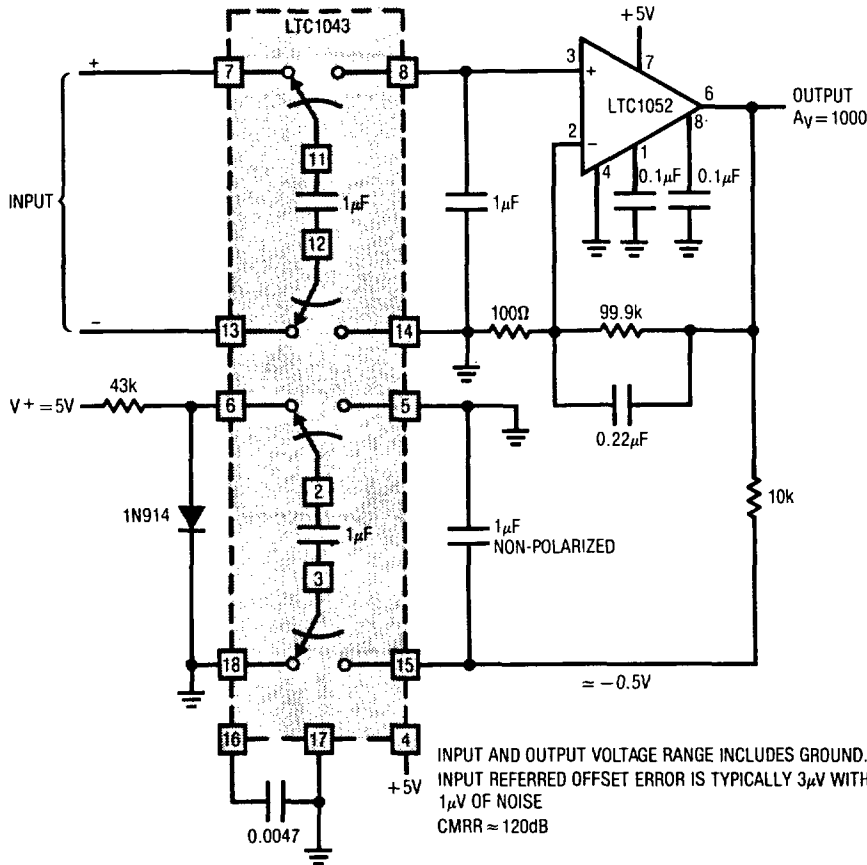 LTC1043
+
7
8
11
1µF
12
INPUT
−
13
14
1µF
+5V
3
+
7
LTC1052
6
8
2
−
4
1
0.1µF
0.1µF
OUTPUT
AV=1000
100Ω
99.9k
0.22µF
10k
V+=5V
43k
6
5
2
1µF
3
1N914
1µF
NON-POLARIZED
18
15
≃−0.5V
16
17
4
+5V
0.0047
INPUT AND OUTPUT VOLTAGE RANGE INCLUDES GROUND.
INPUT REFERRED OFFSET ERROR IS TYPICALLY 3µV WITH
1µV OF NOISE
CMRR ≈ 120dB